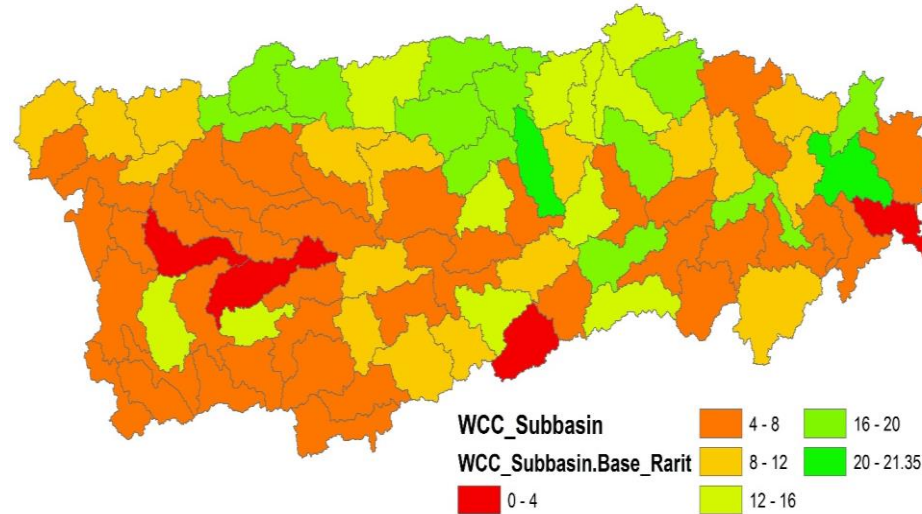 WCC_Subbasin
WCC_Subbasin.Base_Rarit
0 - 4
4 - 8
8 - 12
12 - 16
16 - 20
20 - 21.35